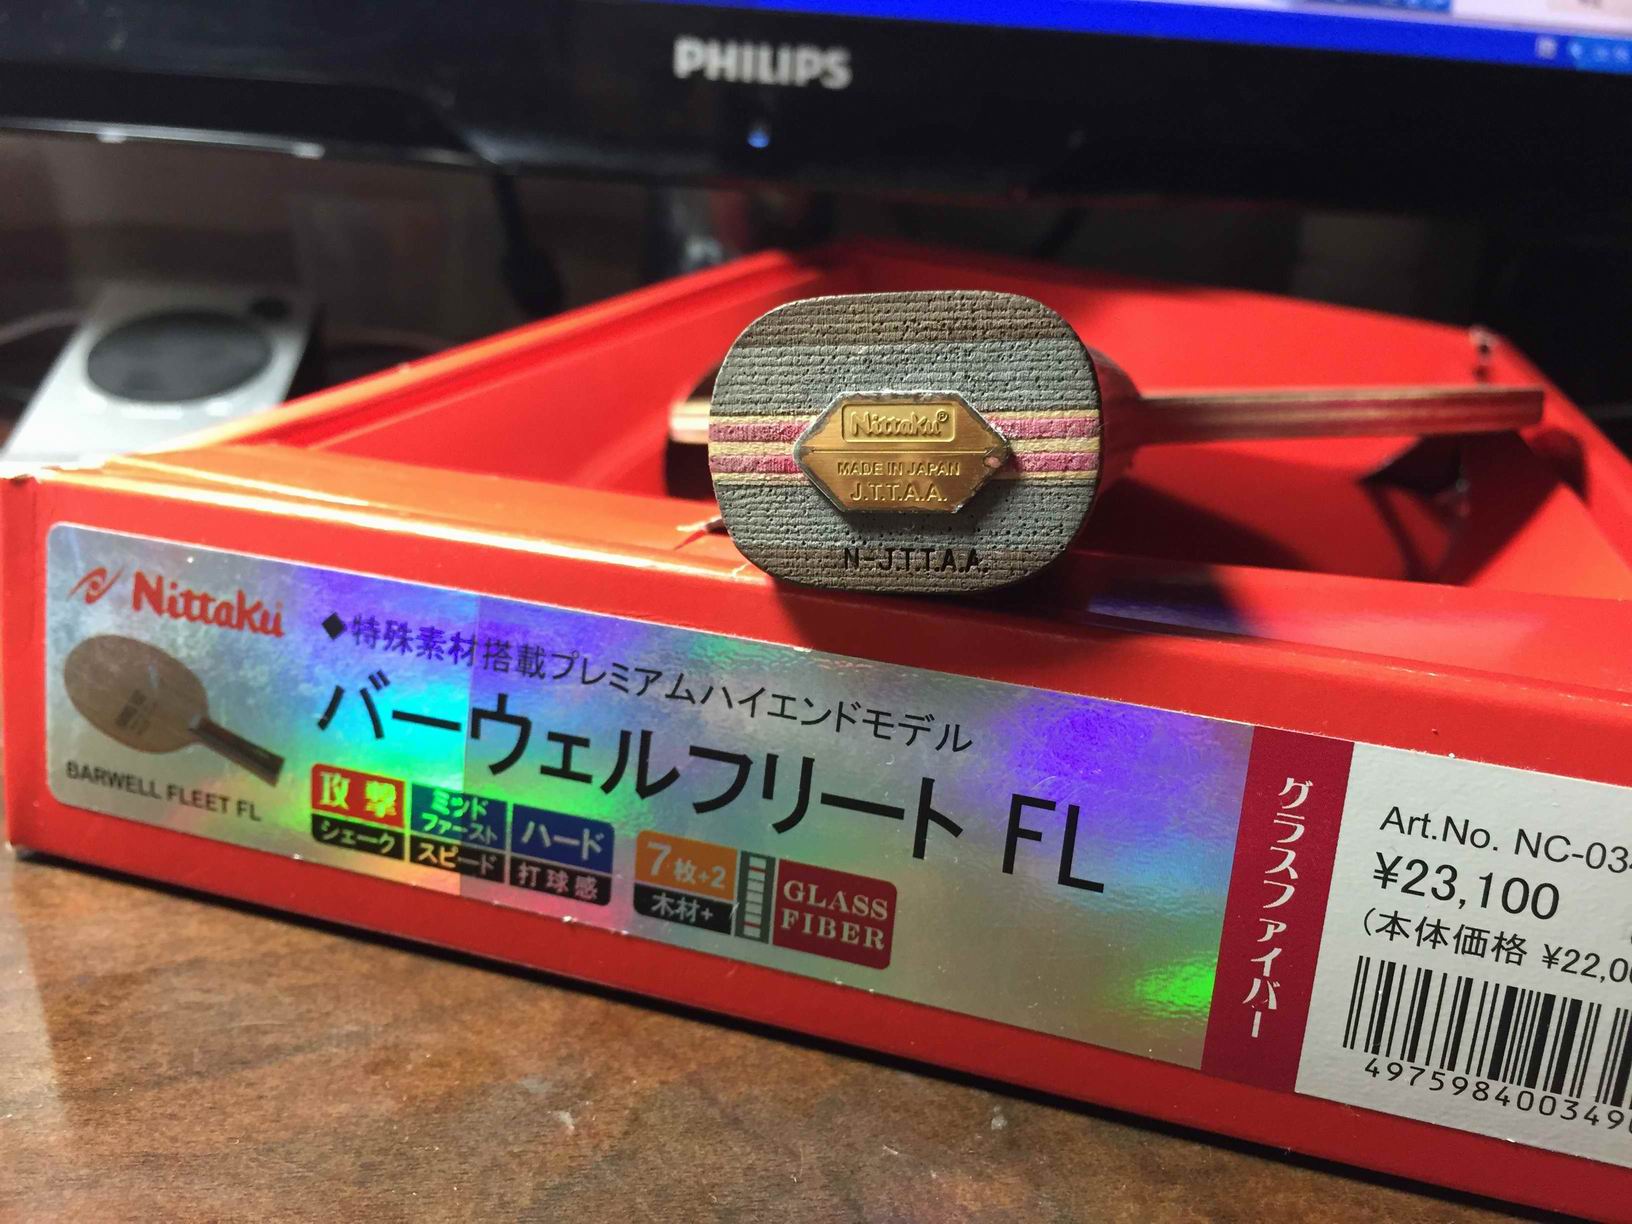 PHILIPS
Nittaku®
MADE IN JAPAN
J.T.T.A.A.
N-J.T.T.A.A.
Nittaku
◆特殊素材搭載プレミアムハイエンドモデル
バーウェルフリート FL
BARWELL FLEET FL
攻撃
シェーク
ミッド
ファースト
スピード
ハード
打球感
7枚+2
木材+
GLASS
FIBER
グラスファイバー
Art.No. NC-03
¥23,100
(本体価格 ¥22,0
497598400349